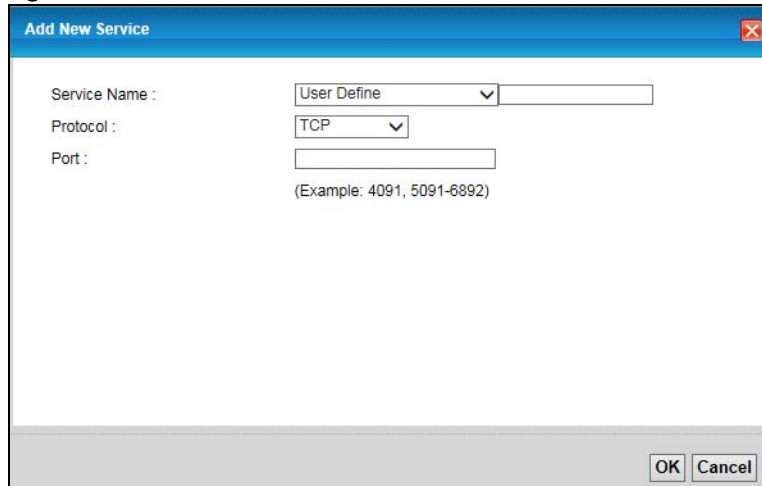 Add New Service
Service Name : User Define
Protocol : TCP
Port :
(Example: 4091, 5091-6892)
OK Cancel